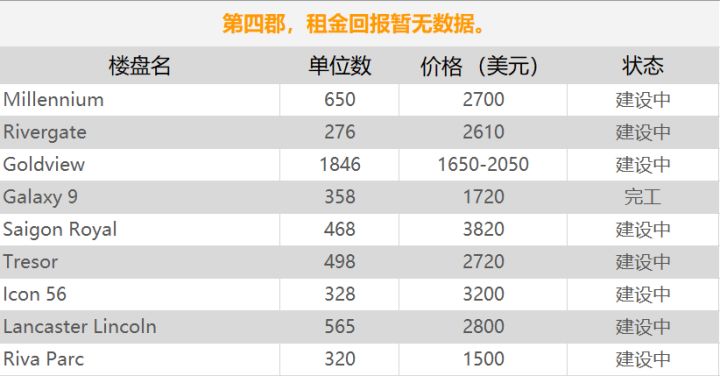 第四郡，租金回报暂无数据。
楼盘名 单位数 价格（美元） 状态
Millennium 650 2700 建设中
Rivergate 276 2610 建设中
Goldview 1846 1650-2050 建设中
Galaxy 9 358 1720 完工
Saigon Royal 468 3820 建设中
Tresor 498 2720 建设中
Icon 56 328 3200 建设中
Lancaster Lincoln 565 2800 建设中
Riva Parc 320 1500 建设中